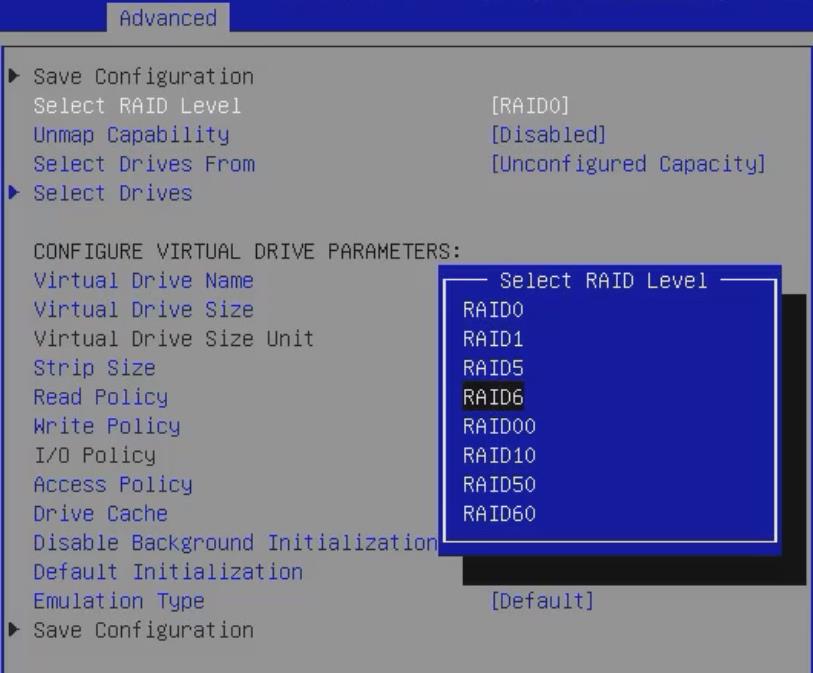 Advanced
Save Configuration
Select RAID Level [RAID0]
Unmap Capability [Disabled]
Select Drives From [Unconfigured Capacity]
Select Drives
CONFIGURE VIRTUAL DRIVE PARAMETERS:
Virtual Drive Name
Virtual Drive Size
Virtual Drive Size Unit
Strip Size
Read Policy
Write Policy
I/O Policy
Access Policy
Drive Cache
Disable Background Initialization
Default Initialization
Emulation Type [Default]
Save Configuration
Select RAID Level
RAID0
RAID1
RAID5
RAID6
RAID00
RAID10
RAID50
RAID60